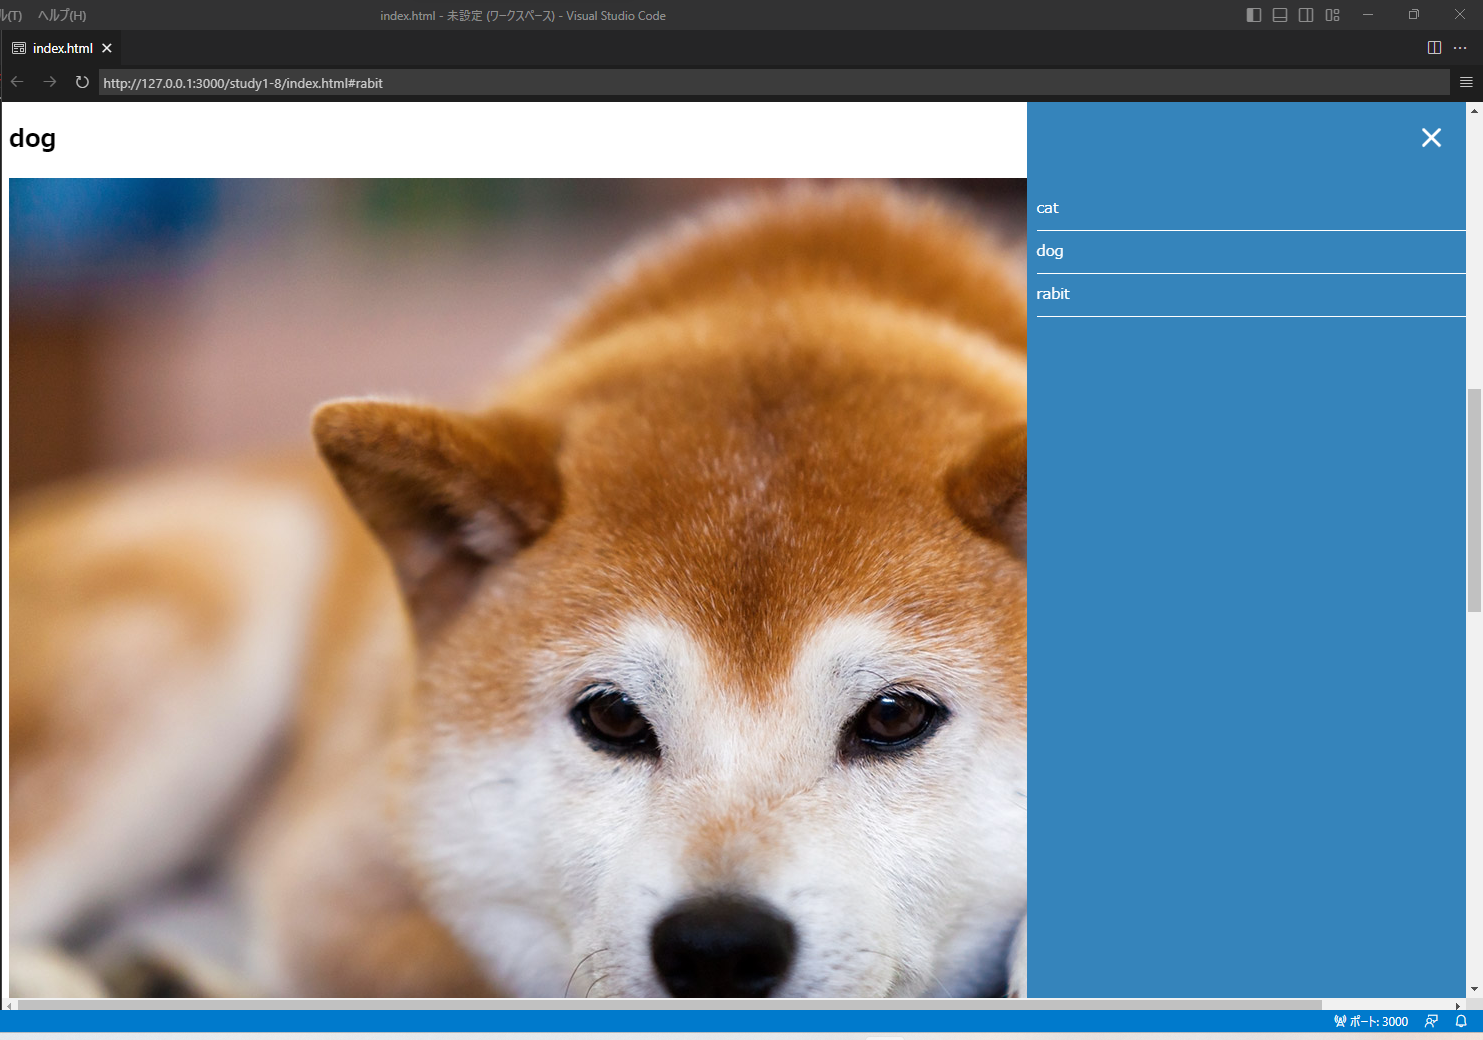 ル(T) ヘルプ(H) index.html - 未設定 (ワークスペース) - Visual Studio Code
index.html
http://127.0.0.1:3000/study1-8/index.html#rabit
dog
cat
dog
rabit
ポート: 3000